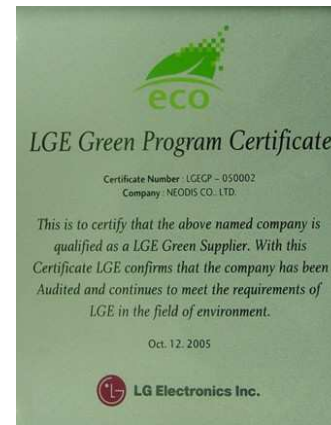 eco
LGE Green Program Certificate
Certificate Number : LGEGP - 050002
Company : NEODIS CO. LTD.
This is to certify that the above named company is
qualified as a LGE Green Supplier. With this
Certificate LGE confirms that the company has been
Audited and continues to meet the requirements of
LGE in the field of environment.
Oct. 12. 2005
LG Electronics Inc.